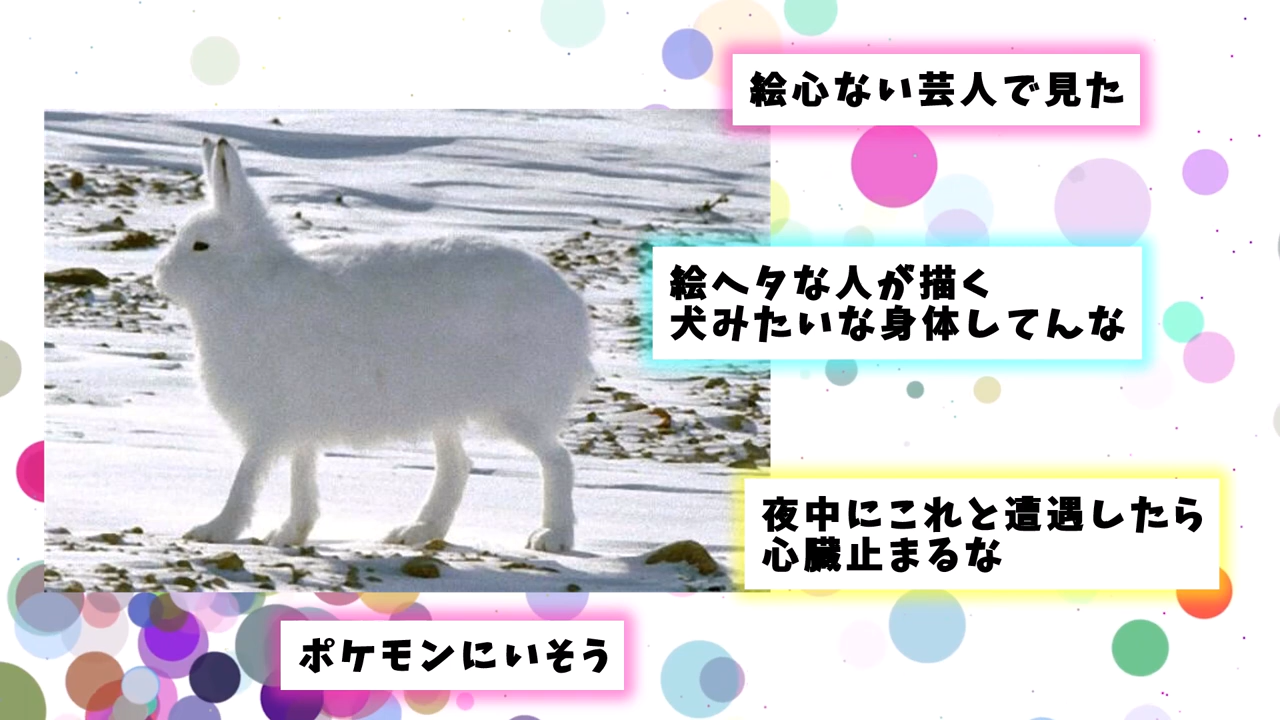 絵心ない芸人で見た
絵ヘタな人が描く
犬みたいな身体してんな
夜中にこれと遭遇したら
心臓止まるな
ポケモンにいそう